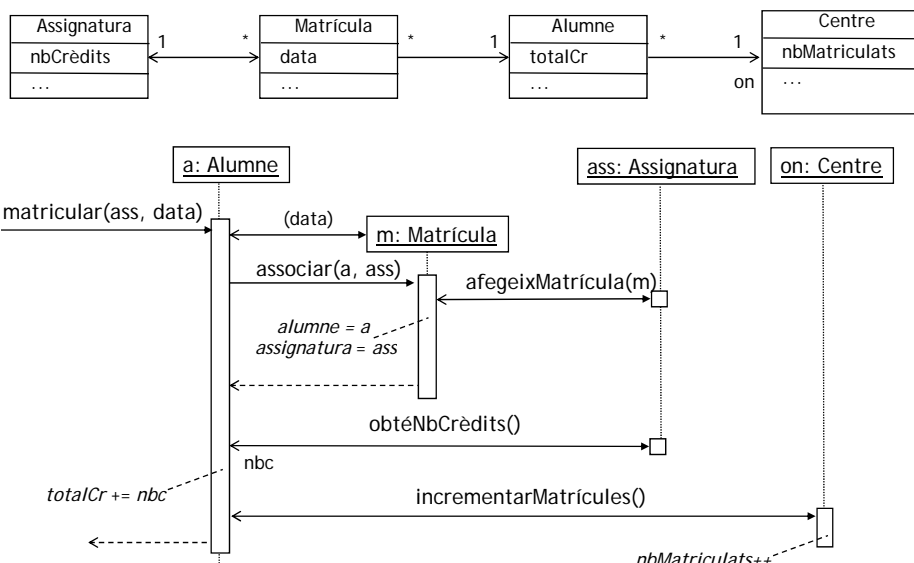 Assignatura
nbCrèdits
...
1
*
Matrícula
data
...
*
1
Alumne
totalCr
...
*
1
on
Centre
nbMatriculats
...
a: Alumne
ass: Assignatura
on: Centre
matricular(ass, data)
(data)
m: Matrícula
associar(a, ass)
afegeixMatrícula(m)
alumne = a
assignatura = ass
obtéNbCrèdits()
nbc
totalCr += nbc
incrementarMatrícules()
nbMatriculats++